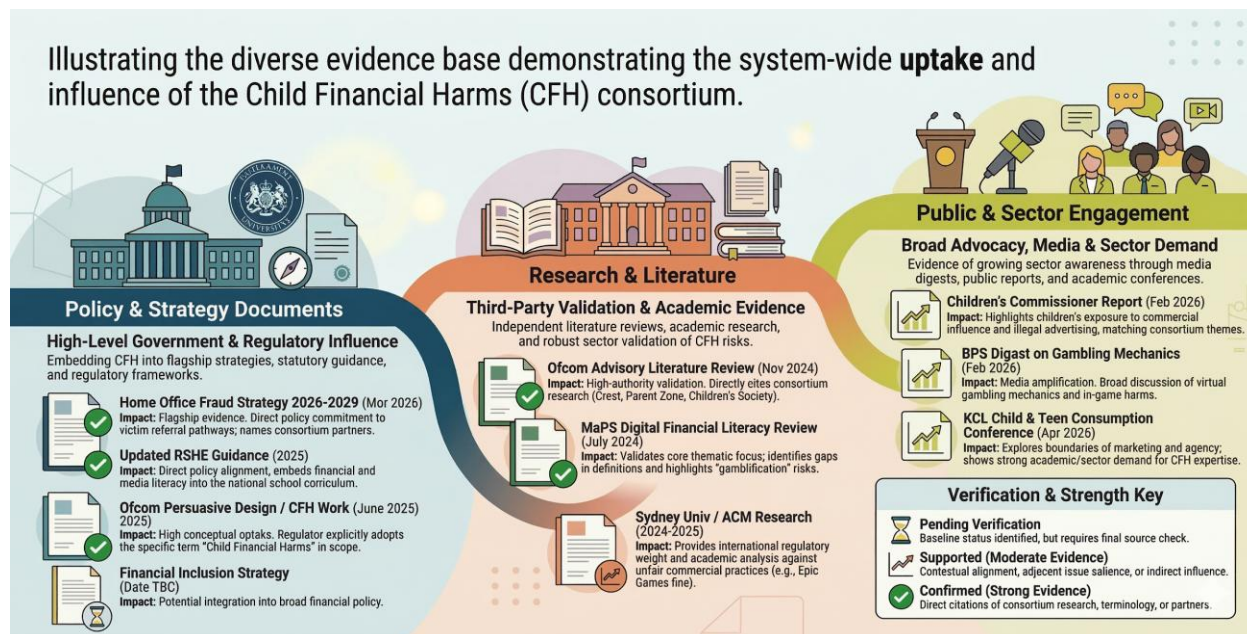 Illustrating the diverse evidence base demonstrating the system-wide uptake and
influence of the Child Financial Harms (CFH) consortium.
Policy & Strategy Documents
High-Level Government & Regulatory Influence
Embedding CFH into flagship strategies, statutory guidance,
and regulatory frameworks.
Home Office Fraud Strategy 2026-2029 (Mor 2026)
Impact: Flagship evidence. Direct policy commitment to
victim referral pathways; names consortium partners.
Updated RSHE Guidance (2025)
Impact: Direct policy alignment, embeds financial and
media literacy into the national school corriculum.
Ofcom Persuasive Design / CFH Work (June 2025)
2025)
Impact: High conceptual optaks. Regulator explicitly adopts
the specific term “Child Financial Harms” in scope.
Financial Inclusion Strategy
(Date TBC)
Impact: Potential integration into broad financial policy.
Research & Literature
Third-Party Validation & Academic Evidence
Independent literature reviews, academic research,
and robust sector validation of CFH risks.
Ofcom Advisory Literature Review (Nov 2024)
Impact: High-authority validation. Directly cites consortium
research (Crest, Parent Zone, Children's Society).
MaPS Digital Financial Literacy Review
(July 2024)
Impact: Validates core thematic focus; identifies gaps
in definitions and highlights “gamblification” risks.
Sydney Univ / ACM Research
(2024-2025)
Impact: Provides international regulatory
weight and academic analysis against
unfair commercial practices (e.g., Epic
Games fine).
Public & Sector Engagement
Broad Advocacy, Media & Sector Demand
Evidence of growing sector awareness through media
digests, public reports, and academic conferences.
Children's Commissioner Report (Feb 2026)
Impact: Highlights children's exposure to commercial
influence and illegal advertising, matching consortium themes.
BPS Digast on Gambling Mechanics
(Feb 2026)
Impact: Media amplification. Broad discussion of virtual
gambling mechanics and in-game harms.
KCL Child & Teen Consumption
Conference (Apr 2026)
Impact: Explores boundaries of marketing and agency;
shows strong academic/sector demand for CFH expertise.
Verification & Strength Key
Pending Verification
Baseline status identified, but requires final source check.
Supported (Moderate Evidence)
Contextual alignment, adjacent issue salience, or indirect influence.
Confirmed (Strong Evidence)
Direct citations of consortium research, terminology, or partners.